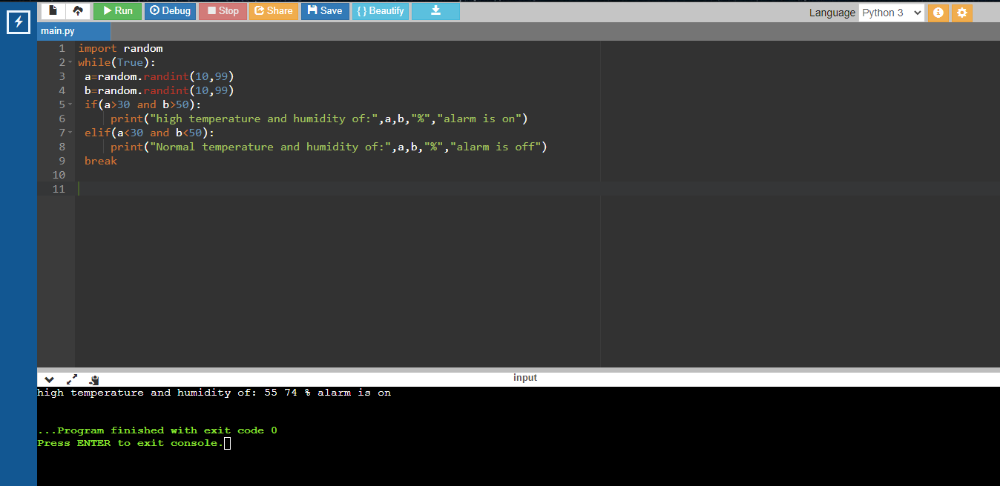 Run Debug Stop Share Save { } Beautify Language Python 3
main.py
1 import random
2 while(True):
3  a=random.randint(10,99)
4  b=random.randint(10,99)
5  if(a>30 and b>50):
6      print("high temperature and humidity of:",a,b,"%","alarm is on")
7  elif(a<30 and b<50):
8      print("Normal temperature and humidity of:",a,b,"%","alarm is off")
9  break
10
11
input
high temperature and humidity of: 55 74 % alarm is on
...Program finished with exit code 0
Press ENTER to exit console.